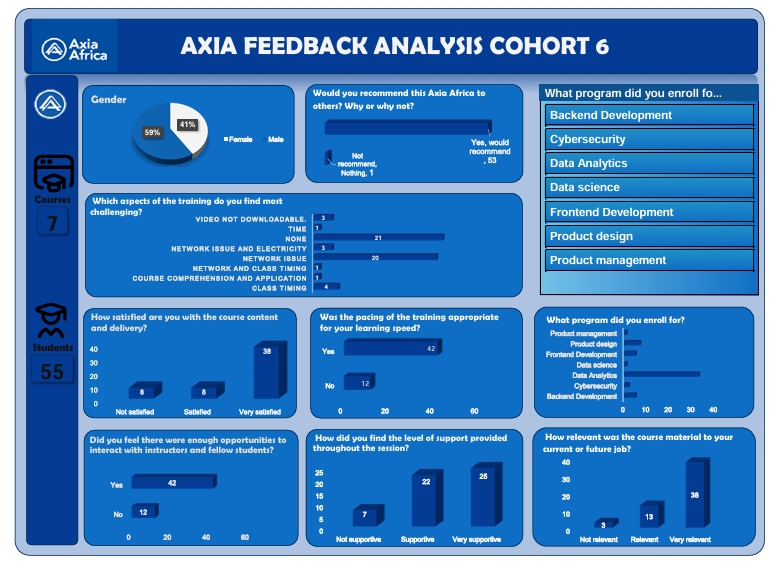 Axia
Africa
AXIA FEEDBACK ANALYSIS COHORT 6
Courses
7
Students
55
Gender
59%
41%
Female
Male
Would you recommend this Axia Africa to
others? Why or why not?
Yes, would
recommend
, 53
Not
recommend,
Nothing, 1
What program did you enroll fo...
Backend Development
Cybersecurity
Data Analytics
Data science
Frontend Development
Product design
Product management
Which aspects of the training do you find most
challenging?
VIDEO NOT DOWNLOADABLE. 3
TIME 1
NONE 21
NETWORK ISSUE AND ELECTRICITY 3
NETWORK ISSUE 20
NETWORK AND CLASS TIMING 1
COURSE COMPREHENSION AND APPLICATION 1
CLASS TIMING 4
How satisfied are you with the course content
and delivery?
40
30
20
10
0
8
8
38
Not satisfied Satisfied Very satisfied
Was the pacing of the training appropriate
for your learning speed?
Yes 42
No 12
0 20 40 60
What program did you enroll for?
Product management
Product design
Frontend Development
Data science
Data Analytics
Cybersecurity
Backend Development
0 10 20 30 40
Did you feel there were enough opportunities to
interact with instructors and fellow students?
Yes 42
No 12
0 20 40 60
How did you find the level of support provided
throughout the session?
25
20
15
10
5
0
7
22
25
Not supportive Supportive Very supportive
How relevant was the course material to your
current or future job?
40
30
20
10
0
3
13
38
Not relevant Relevant Very relevant